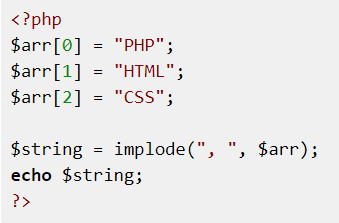 <?php
$arr[0] = "PHP";
$arr[1] = "HTML";
$arr[2] = "CSS";

$string = implode(", ", $arr);
echo $string;
?>